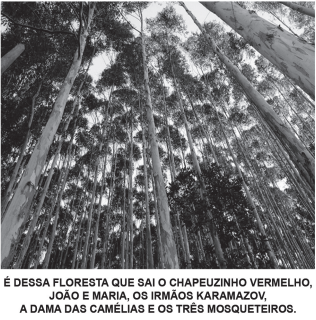 É DESSA FLORESTA QUE SAI O CHAPEUZINHO VERMELHO,
JOÃO E MARIA, OS IRMÃOS KARAMAZOV,
A DAMA DAS CAMÉLIAS E OS TRÊS MOSQUETEIROS.